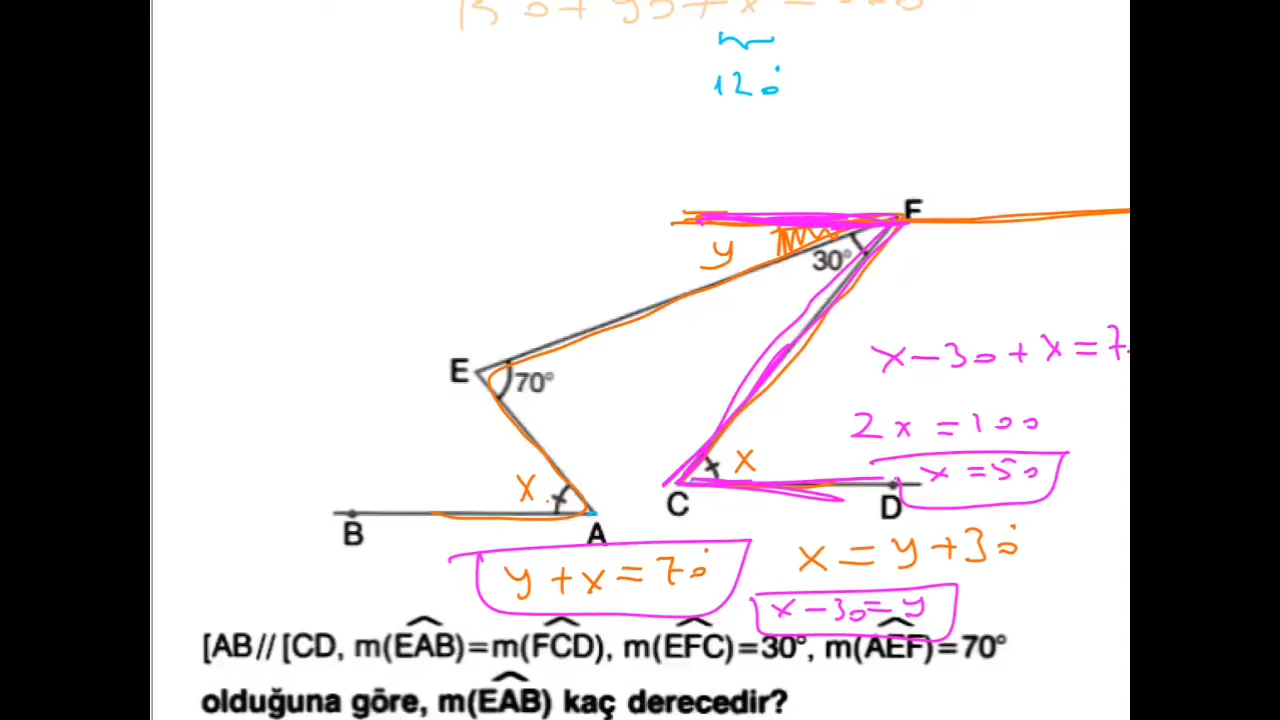 120°
F
y
30°
x-30+x=7
E
70°
2x=100
x
x
x=50
C
D
B
A
x=y+30°
y+x=70°
x-30=y
[AB // [CD, m(EAB)=m(FCD), m(EFC)=30°, m(AEF)=70°
olduğuna göre, m(EAB) kaç derecedir?